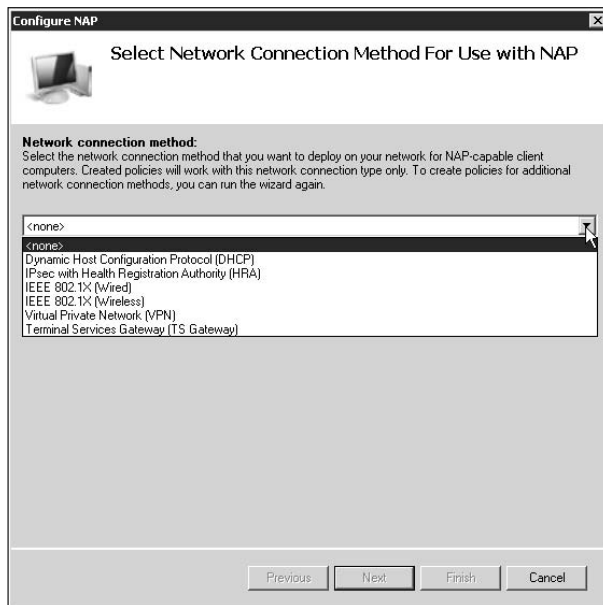 Configure NAP
Select Network Connection Method For Use with NAP
Network connection method:
Select the network connection method that you want to deploy on your network for NAP-capable client
computers. Created policies will work with this network connection type only. To create policies for additional
network connection methods, you can run the wizard again.
<none>
<none>
Dynamic Host Configuration Protocol (DHCP)
IPsec with Health Registration Authority (HRA)
IEEE 802.1X (Wired)
IEEE 802.1X (Wireless)
Virtual Private Network (VPN)
Terminal Services Gateway (TS Gateway)
Previous Next Finish Cancel